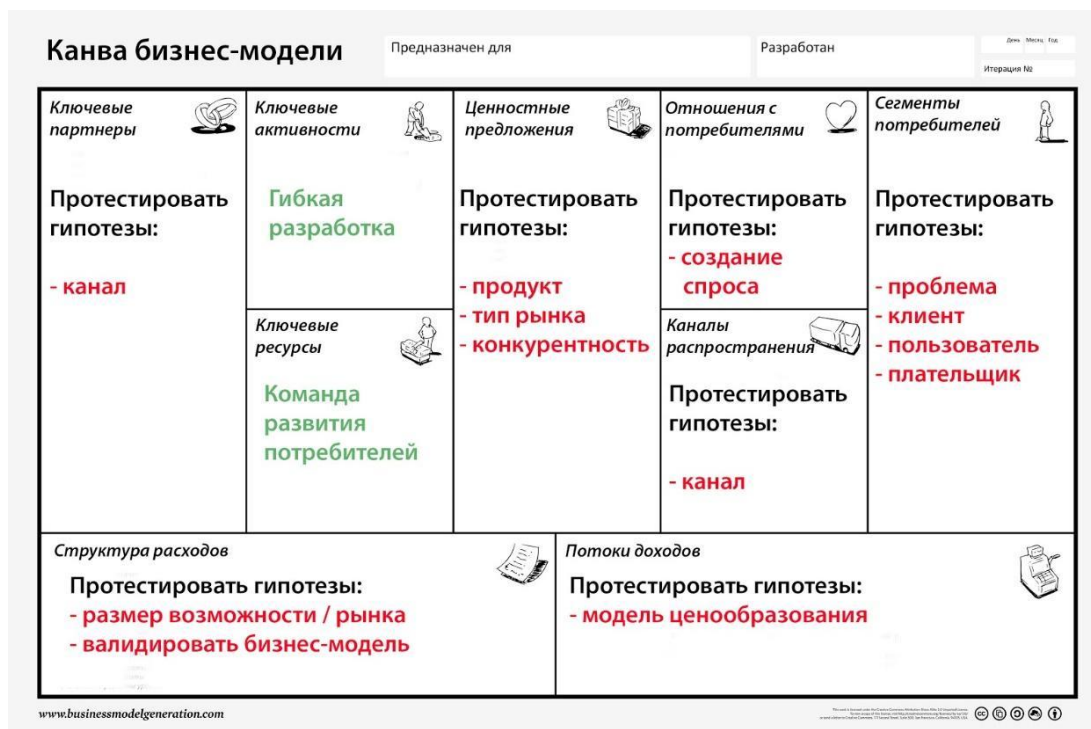 Канва бизнес-модели
Предназначен для
Разработан
День Месяц Год
Итерация №
Ключевые
партнеры
Протестировать
гипотезы:
- канал
Ключевые
активности
Гибкая
разработка
Ключевые
ресурсы
Команда
развития
потребителей
Ценностные
предложения
Протестировать
гипотезы:
- продукт
- тип рынка
- конкурентность
Отношения с
потребителями
Протестировать
гипотезы:
- создание
спроса
Каналы
распространения
Протестировать
гипотезы:
- канал
Сегменты
потребителей
Протестировать
гипотезы:
- проблема
- клиент
- пользователь
- плательщик
Структура расходов
Протестировать гипотезы:
- размер возможности / рынка
- валидировать бизнес-модель
Потоки доходов
Протестировать гипотезы:
- модель ценообразования
www.businessmodelgeneration.com